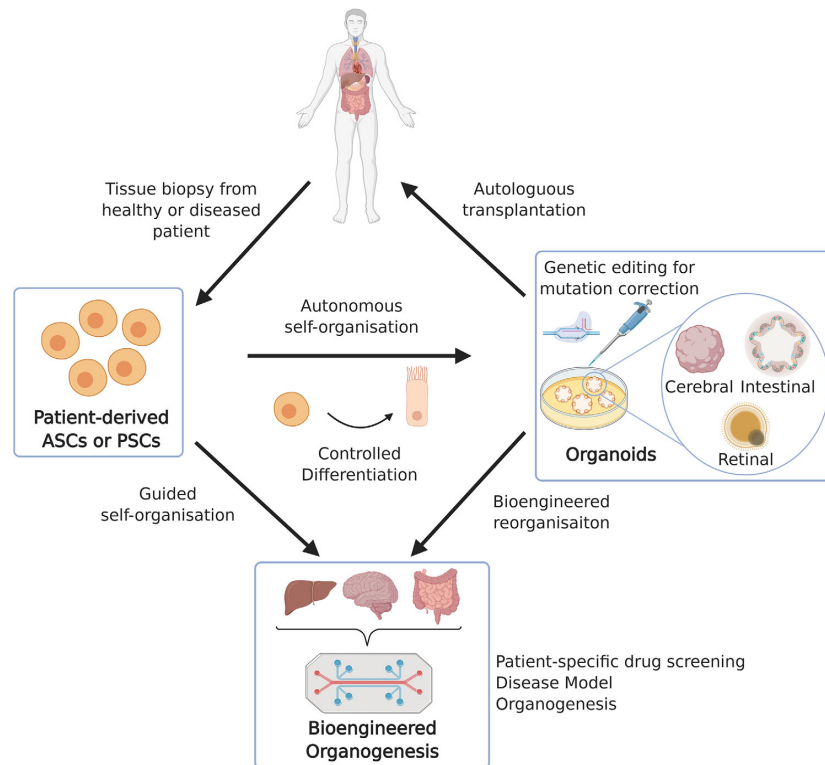 Tissue biopsy from
healthy or diseased
patient
Autologuous
transplantation
Genetic editing for
mutation correction
Autonomous
self-organisation
Cerebral
Intestinal
Retinal
Organoids
Patient-derived
ASCs or PSCs
Controlled
Differentiation
Guided
self-organisation
Bioengineered
reorganisaiton
Bioengineered
Organogenesis
Patient-specific drug screening
Disease Model
Organogenesis